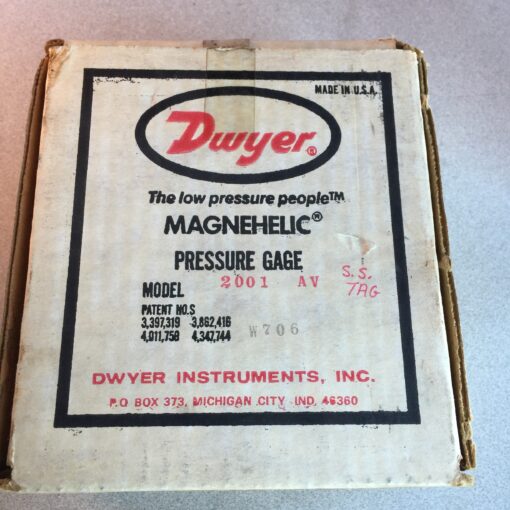 MADE IN U.S.A.
Dwyer®
The low pressure people™
MAGNEHELIC®
PRESSURE GAGE
MODEL 2001 AV
S.S. TAG
PATENT NO.S
3,397,319 3,862,416
4,011,758 4,347,744
W706
DWYER INSTRUMENTS, INC.
P.O BOX 373, MICHIGAN CITY IND. 46360